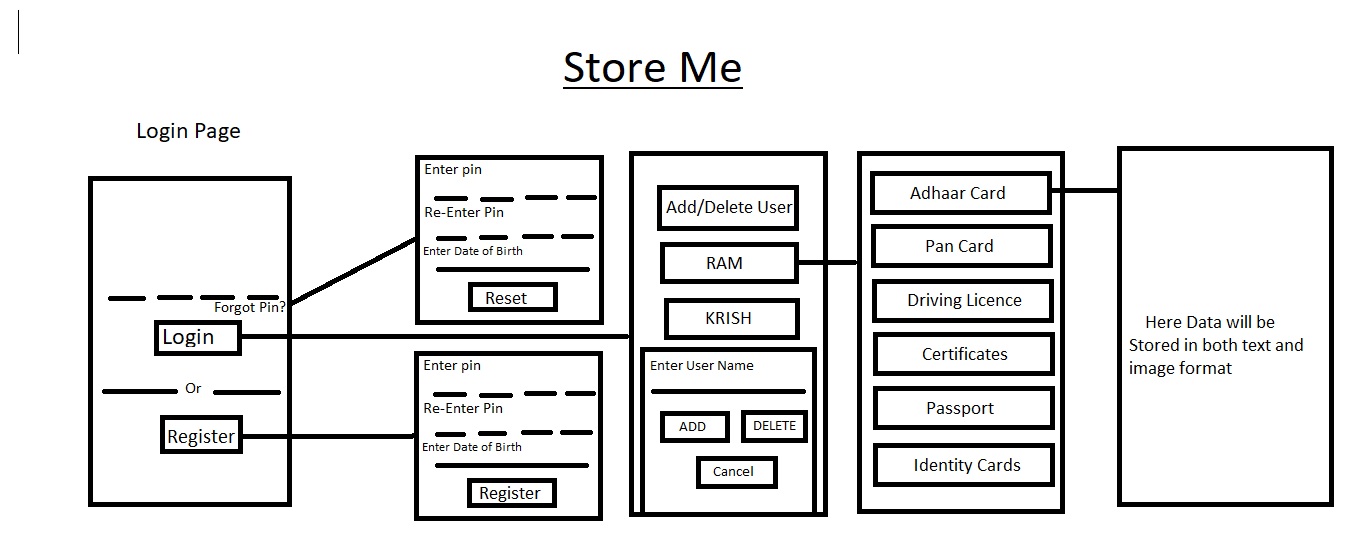 Store Me
Login Page
Forgot Pin?
Login
Or
Register
Enter pin
Re-Enter Pin
Enter Date of Birth
Reset
Enter pin
Re-Enter Pin
Enter Date of Birth
Register
Add/Delete User
RAM
KRISH
Enter User Name
ADD
DELETE
Cancel
Adhaar Card
Pan Card
Driving Licence
Certificates
Passport
Identity Cards
Here Data will be
Stored in both text and
image format